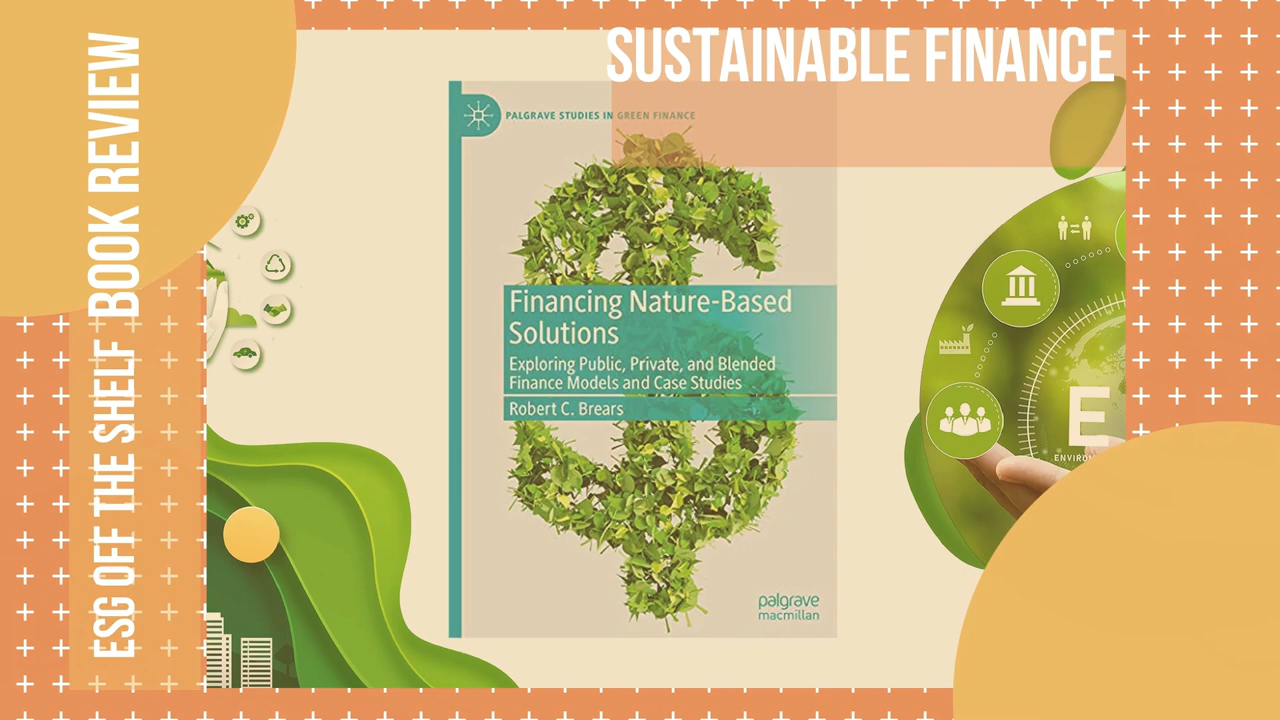 SUSTAINABLE FINANCE
ESG OFF THE SHELF BOOK REVIEW
PALGRAVE STUDIES IN GREEN FINANCE
Financing Nature-Based
Solutions
Exploring Public, Private, and Blended
Finance Models and Case Studies
Robert C. Brears
palgrave
macmillan
E